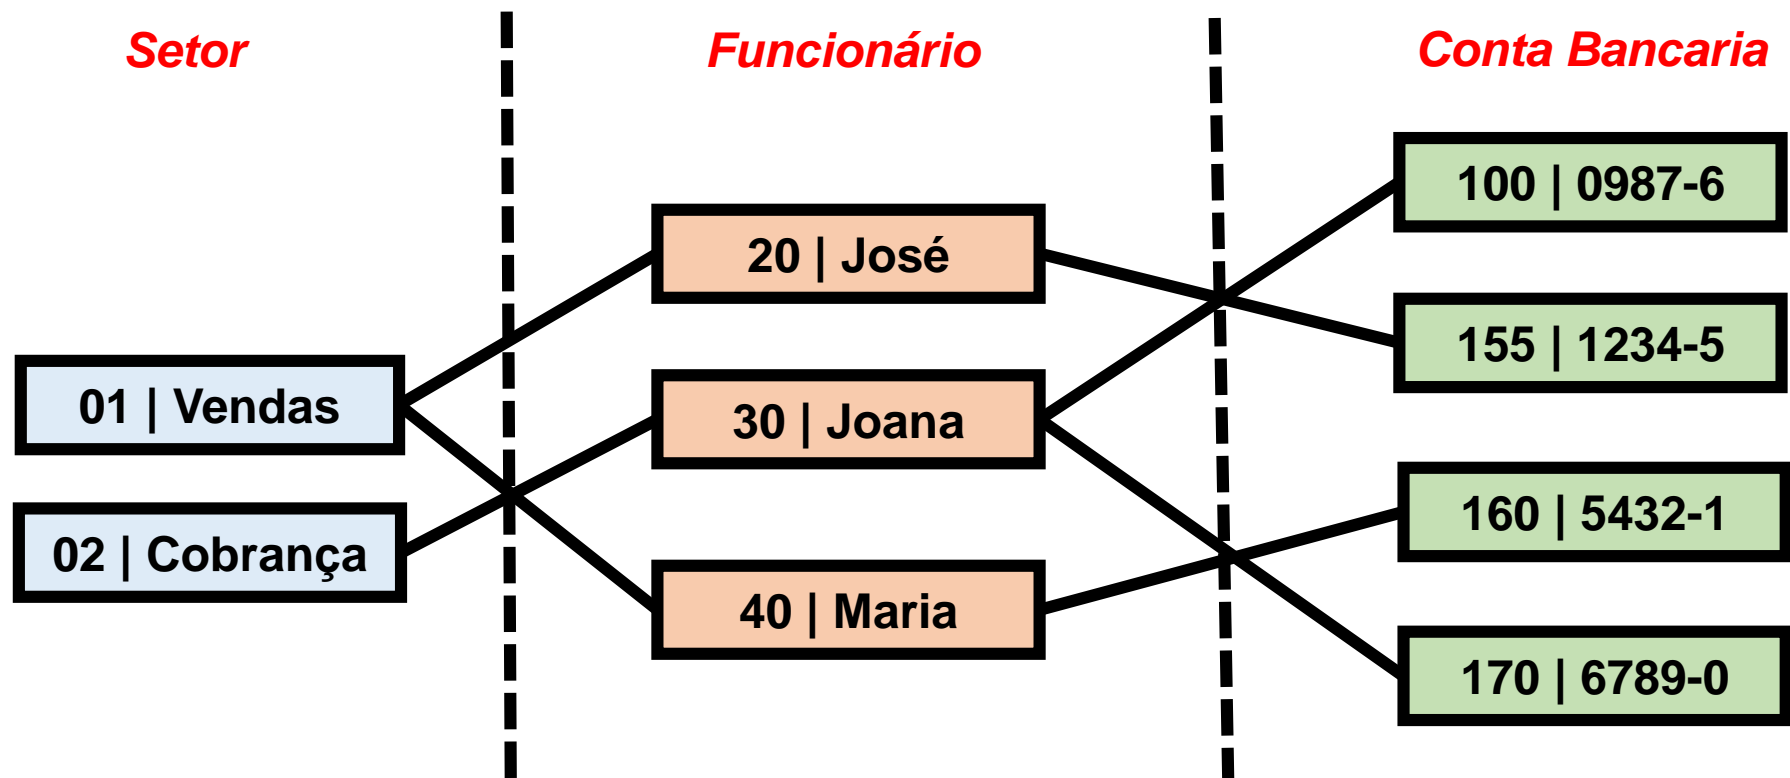 Setor
Funcionário
Conta Bancaria
01 | Vendas
02 | Cobrança
20 | José
30 | Joana
40 | Maria
100 | 0987-6
155 | 1234-5
160 | 5432-1
170 | 6789-0